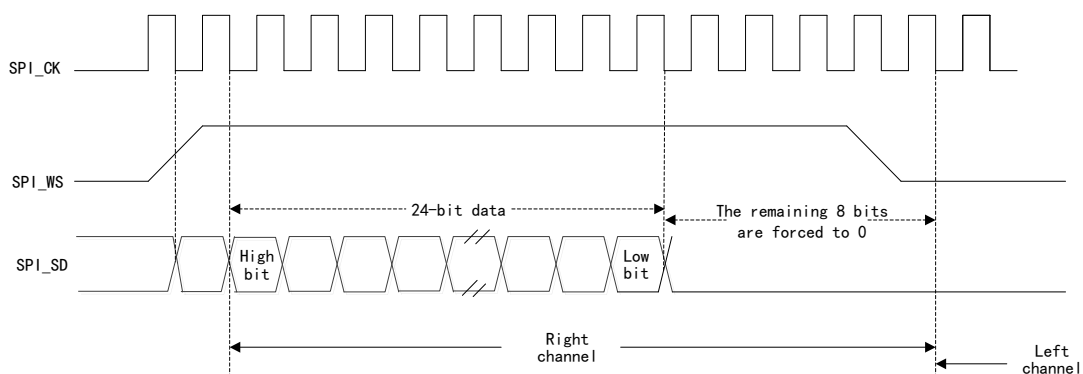 SPI_CK
SPI_WS
24-bit data
The remaining 8 bits
are forced to 0
SPI_SD
High
bit
Low
bit
Right
channel
Left
channel